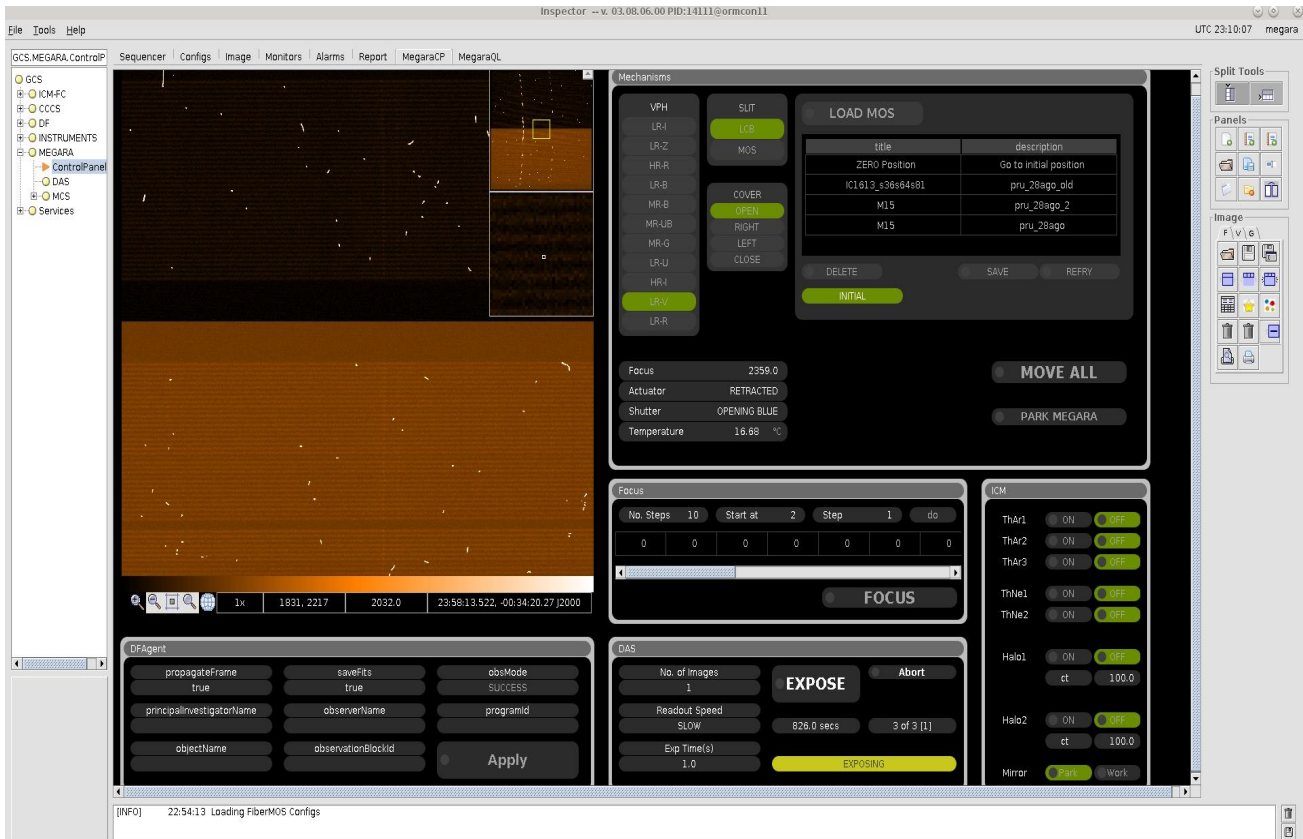 Inspector -- v. 03.08.06.00 PID:14111@ormcon11
File Tools Help
UTC 23:10:07 megara
GCS.MEGARA.ControlP
Sequencer Configs Image Monitors Alarms Report MegaraCP MegaraQL
GCS
ICM-FC
CCCS
DF
INSTRUMENTS
MEGARA
ControlPanel
DAS
MCS
Services
1x 1831, 2217 2032.0 23:58:13.522, -00:34:20.27 J2000
Mechanisms
VPH
LR-I
LR-Z
HR-R
LR-B
MR-B
MR-UB
MR-G
LR-U
HR-I
LR-V
LR-R
SLIT
LCB
MOS
COVER
OPEN
RIGHT
LEFT
CLOSE
LOAD MOS
title description
ZERO Position Go to initial position
IC1613_s36s64s81 pru_28ago_old
M15 pru_28ago_2
M15 pru_28ago
DELETE SAVE REFRY
INITIAL
Focus 2359.0
Actuator RETRACTED
Shutter OPENING BLUE
Temperature 16.68 °C
MOVE ALL
PARK MEGARA
Focus
No. Steps 10 Start at 2 Step 1 do
0 0 0 0 0 0 0
FOCUS
ICM
ThAr1 ON OFF
ThAr2 ON OFF
ThAr3 ON OFF
ThNe1 ON OFF
ThNe2 ON OFF
Halo1 ON OFF
ct 100.0
Halo2 ON OFF
ct 100.0
Mirror Park Work
DFAgent
propagateFrame saveFits obsMode
true true SUCCESS
principalInvestigatorName observerName programId
objectName observationBlockId
Apply
DAS
No. of Images
1
EXPOSE
Abort
Readout Speed
SLOW
826.0 secs 3 of 3 [1]
Exp Time(s)
1.0
EXPOSING
[INFO] 22:54:13 Loading FiberMOS Configs
Split Tools
Panels
Image
F V G